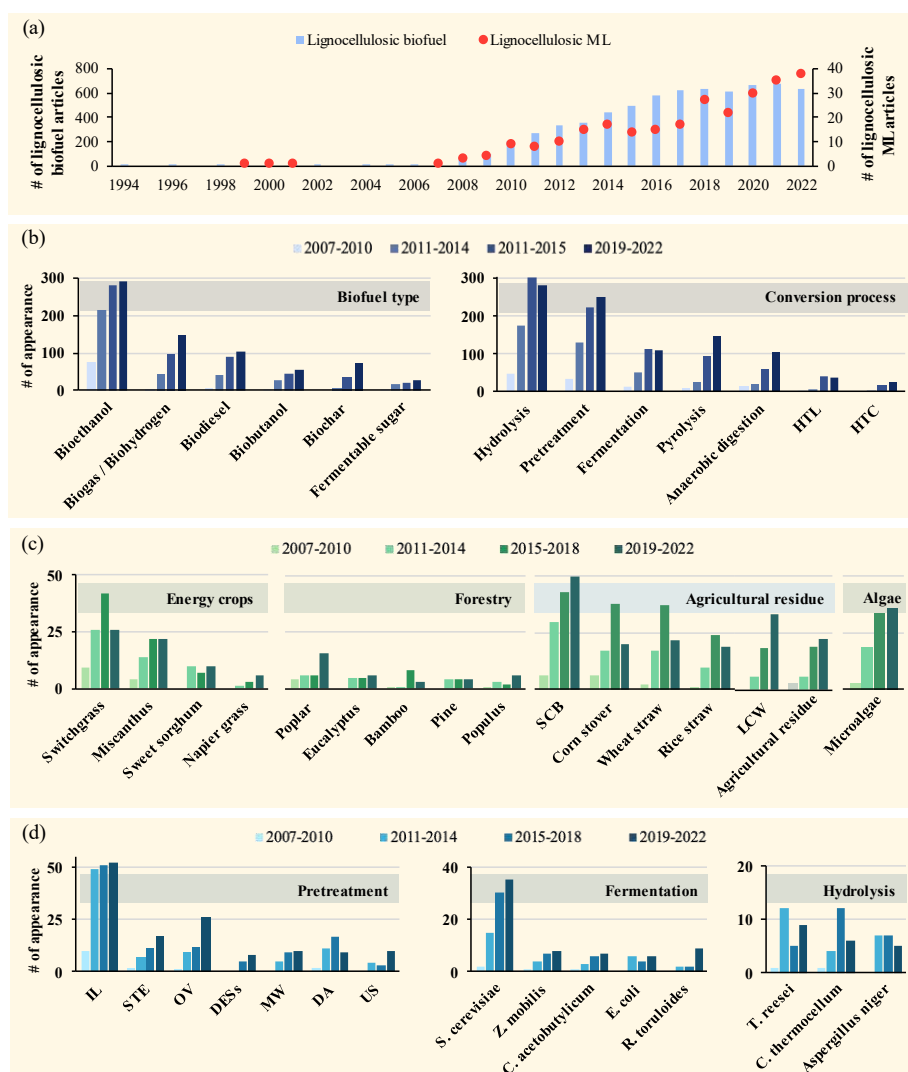 (a)
Lignocellulosic biofuel
Lignocellulosic ML
# of lignocellulosic
biofuel articles
800
600
400
200
0
40
30
20
10
0
# of lignocellulosic
ML articles
1994 1996 1998 2000 2002 2004 2006 2008 2010 2012 2014 2016 2018 2020 2022
(b)
2007-2010 2011-2014 2011-2015 2019-2022
# of appearance
300
200
100
0
Biofuel type
Bioethanol
Biogas / Biohydrogen
Biodiesel
Biobutanol
Biochar
Fermentable sugar
300
200
100
0
Conversion process
Hydrolysis
Pretreatment
Fermentation
Pyrolysis
Anaerobic digestion
HTL
HTC
(c)
2007-2010 2011-2014 2015-2018 2019-2022
# of appearance
50
25
0
Energy crops
Switchgrass
Miscanthus
Sweet sorghum
Napier grass
Forestry
Poplar
Eucalyptus
Bamboo
Pine
Populus
Agricultural residue
SCB
Corn stover
Wheat straw
Rice straw
LCW
Agricultural residue
Algae
Microalgae
(d)
2007-2010 2011-2014 2015-2018 2019-2022
# of appearance
50
25
0
Pretreatment
IL
STE
OV
DESs
MW
DA
US
40
20
0
Fermentation
S. cerevisiae
Z. mobilis
C. acetobutylicum
E. coli
R. toruloides
20
10
0
Hydrolysis
T. reesei
C. thermocellum
Aspergillus niger